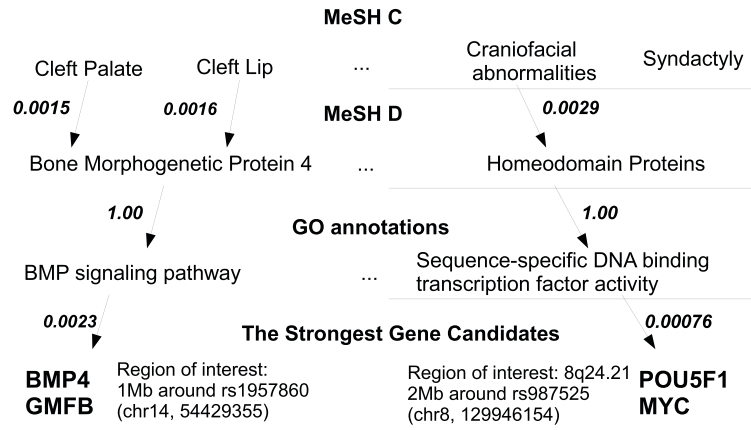 MeSH C
Cleft Palate
Cleft Lip
...
Craniofacial
abnormalities
Syndactyly
0.0015
0.0016
MeSH D
0.0029
Bone Morphogenetic Protein 4
...
Homeodomain Proteins
1.00
1.00
GO annotations
BMP signaling pathway
...
Sequence-specific DNA binding
transcription factor activity
0.0023
The Strongest Gene Candidates
0.00076
BMP4
GMFB
Region of interest:
1Mb around rs1957860
(chr14, 54429355)
Region of interest: 8q24.21
2Mb around rs987525
(chr8, 129946154)
POU5F1
MYC